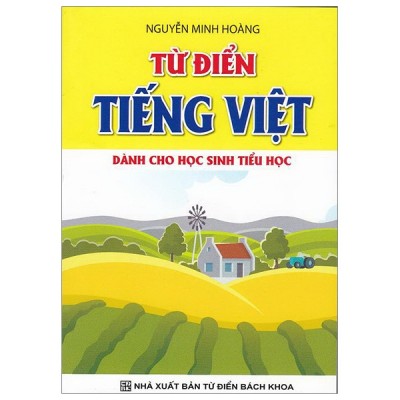 NGUYỄN MINH HOÀNG
TỪ ĐIỂN
TIẾNG VIỆT
DÀNH CHO HỌC SINH TIỂU HỌC
NHÀ XUẤT BẢN TỪ ĐIỂN BÁCH KHOA